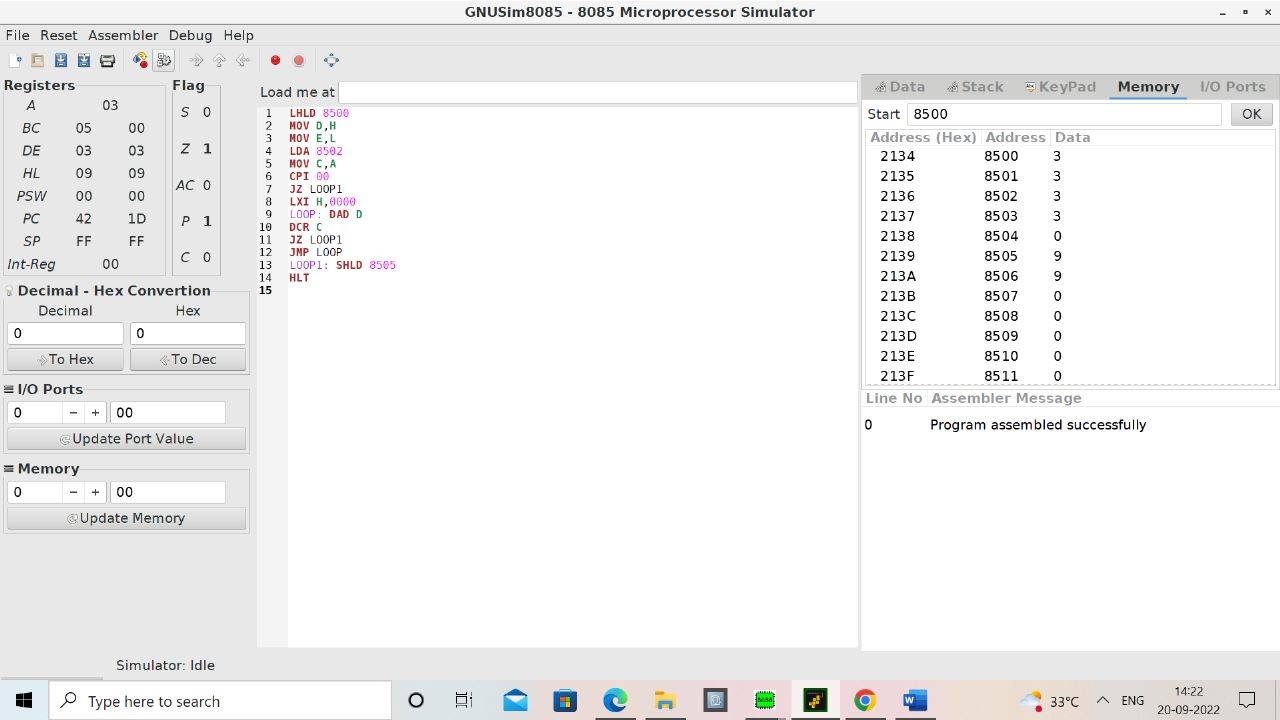 GNUSim8085 - 8085 Microprocessor Simulator
File Reset Assembler Debug Help
Registers
A 03
BC 05 00
DE 03 03
HL 09 09
PSW 00 00
PC 42 1D
SP FF FF
Int-Reg 00
Flag
S 0
Z 1
AC 0
P 1
C 0
Decimal - Hex Convertion
Decimal Hex
0 0
To Hex To Dec
I/O Ports
0 − + 00
Update Port Value
Memory
0 − + 00
Update Memory
Simulator: Idle
Load me at
1 LHLD 8500
2 MOV D,H
3 MOV E,L
4 LDA 8502
5 MOV C,A
6 CPI 00
7 JZ LOOP1
8 LXI H,0000
9 LOOP: DAD D
10 DCR C
11 JZ LOOP1
12 JMP LOOP
13 LOOP1: SHLD 8505
14 HLT
15
Data Stack KeyPad Memory I/O Ports
Start 8500 OK
Address (Hex) Address Data
2134 8500 3
2135 8501 3
2136 8502 3
2137 8503 3
2138 8504 0
2139 8505 9
213A 8506 9
213B 8507 0
213C 8508 0
213D 8509 0
213E 8510 0
213F 8511 0
Line No Assembler Message
0 Program assembled successfully
Type here to search
33°C ENG
14:22
20-09-2022